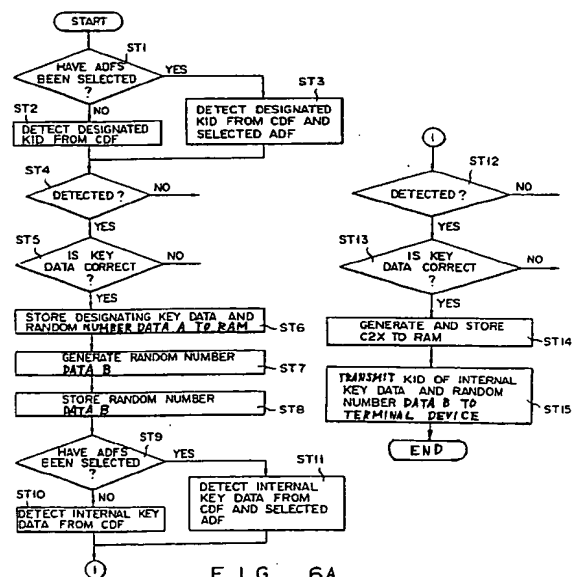 START
ST1
HAVE ADFS
BEEN SELECTED
?
YES
NO
ST2
DETECT DESIGNATED
KID FROM CDF
ST3
DETECT DESIGNATED
KID FROM CDF AND
SELECTED ADF
ST4
DETECTED ?
NO
YES
ST5
IS KEY
DATA CORRECT
?
NO
YES
STORE DESIGNATING KEY DATA AND
RANDOM NUMBER DATA A TO RAM
ST6
GENERATE RANDOM NUMBER
DATA B
ST7
STORE RANDOM NUMBER
DATA B
ST8
ST9
HAVE ADFS
BEEN SELECTED
?
YES
NO
ST10
DETECT INTERNAL KEY
DATA FROM CDF
ST11
DETECT INTERNAL
KEY DATA FROM
CDF AND SELECTED
ADF
1
1
ST12
DETECTED ?
NO
YES
ST13
IS KEY
DATA CORRECT
?
NO
YES
GENERATE AND STORE
C2X TO RAM
ST14
TRANSMIT KID OF INTERNAL
KEY DATA AND RANDOM
NUMBER DATA B TO
TERMINAL DEVICE
ST15
END
FIG. 6A